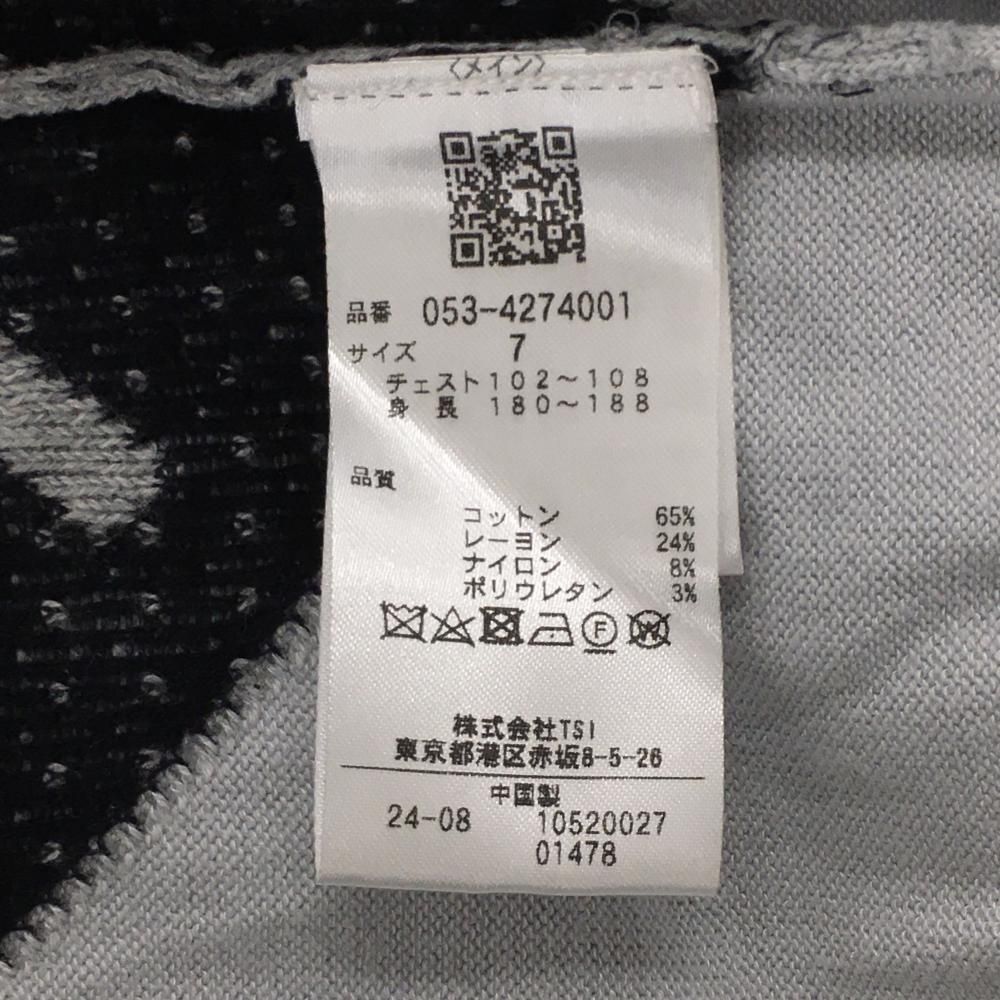 〈メイン〉
品番 053-4274001
サイズ 7
チェスト 102～108
身長 180～188
品質
コットン 65%
レーヨン 24%
ナイロン 8%
ポリウレタン 3%
F W
株式会社TSI
東京都港区赤坂8-5-26
中国製
24-08 10520027
01478